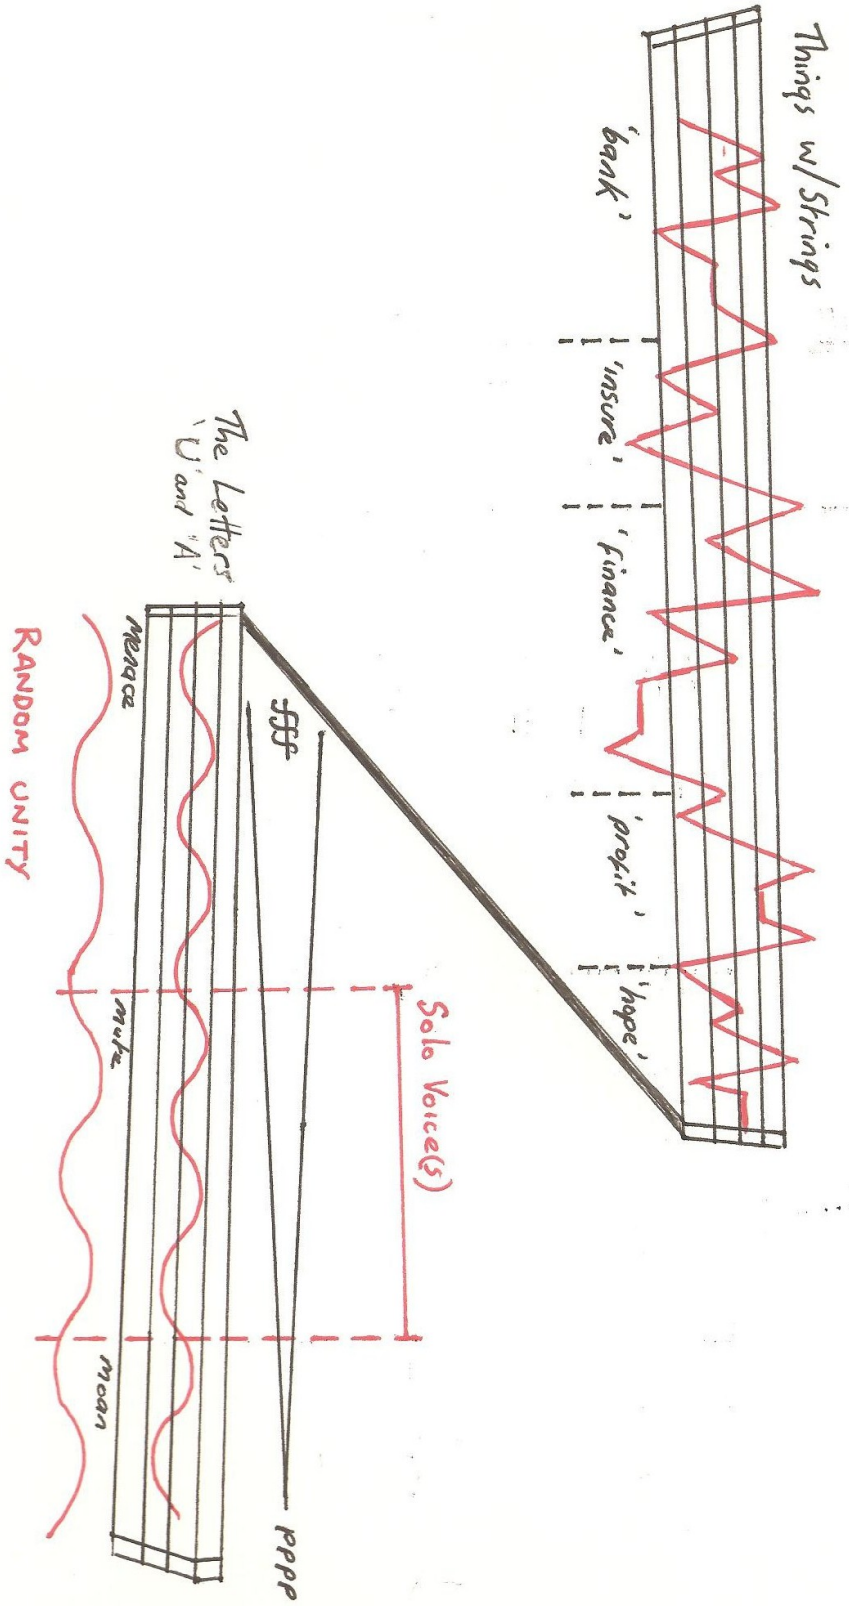 Things w/Strings
'bank'
'insure'
'finance'
'profit'
'hope'
Solo Voice(s)
The Letters
'U' and 'A'
fff
pppp
Menace
Mute
Moan
RANDOM UNITY